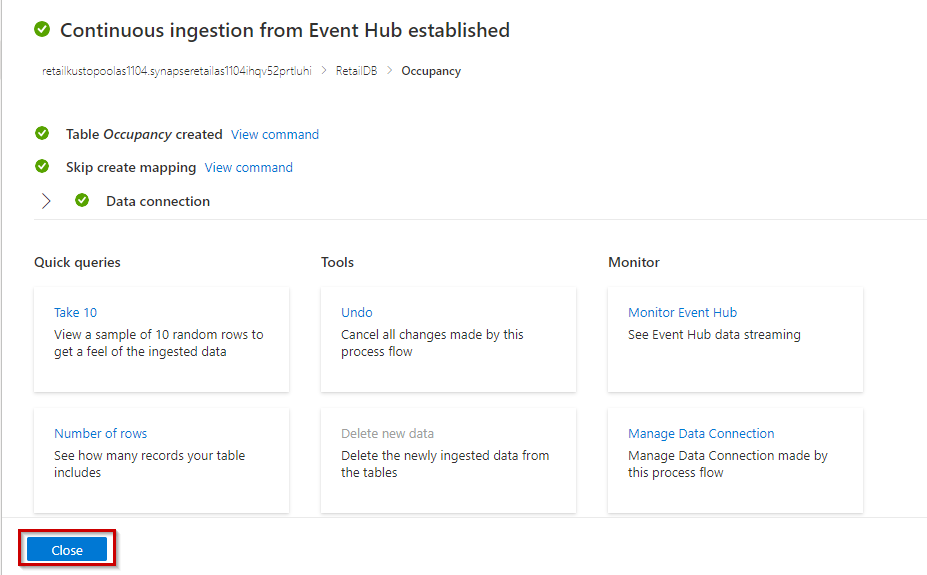 Continuous ingestion from Event Hub established
retailkustopoolas1104.synapseretailas1104ihqv52prtluhi > RetailDB > Occupancy
Table Occupancy created View command
Skip create mapping View command
Data connection
Quick queries
Take 10
View a sample of 10 random rows to
get a feel of the ingested data
Number of rows
See how many records your table
includes
Tools
Undo
Cancel all changes made by this
process flow
Delete new data
Delete the newly ingested data from
the tables
Monitor
Monitor Event Hub
See Event Hub data streaming
Manage Data Connection
Manage Data Connection made by
this process flow
Close